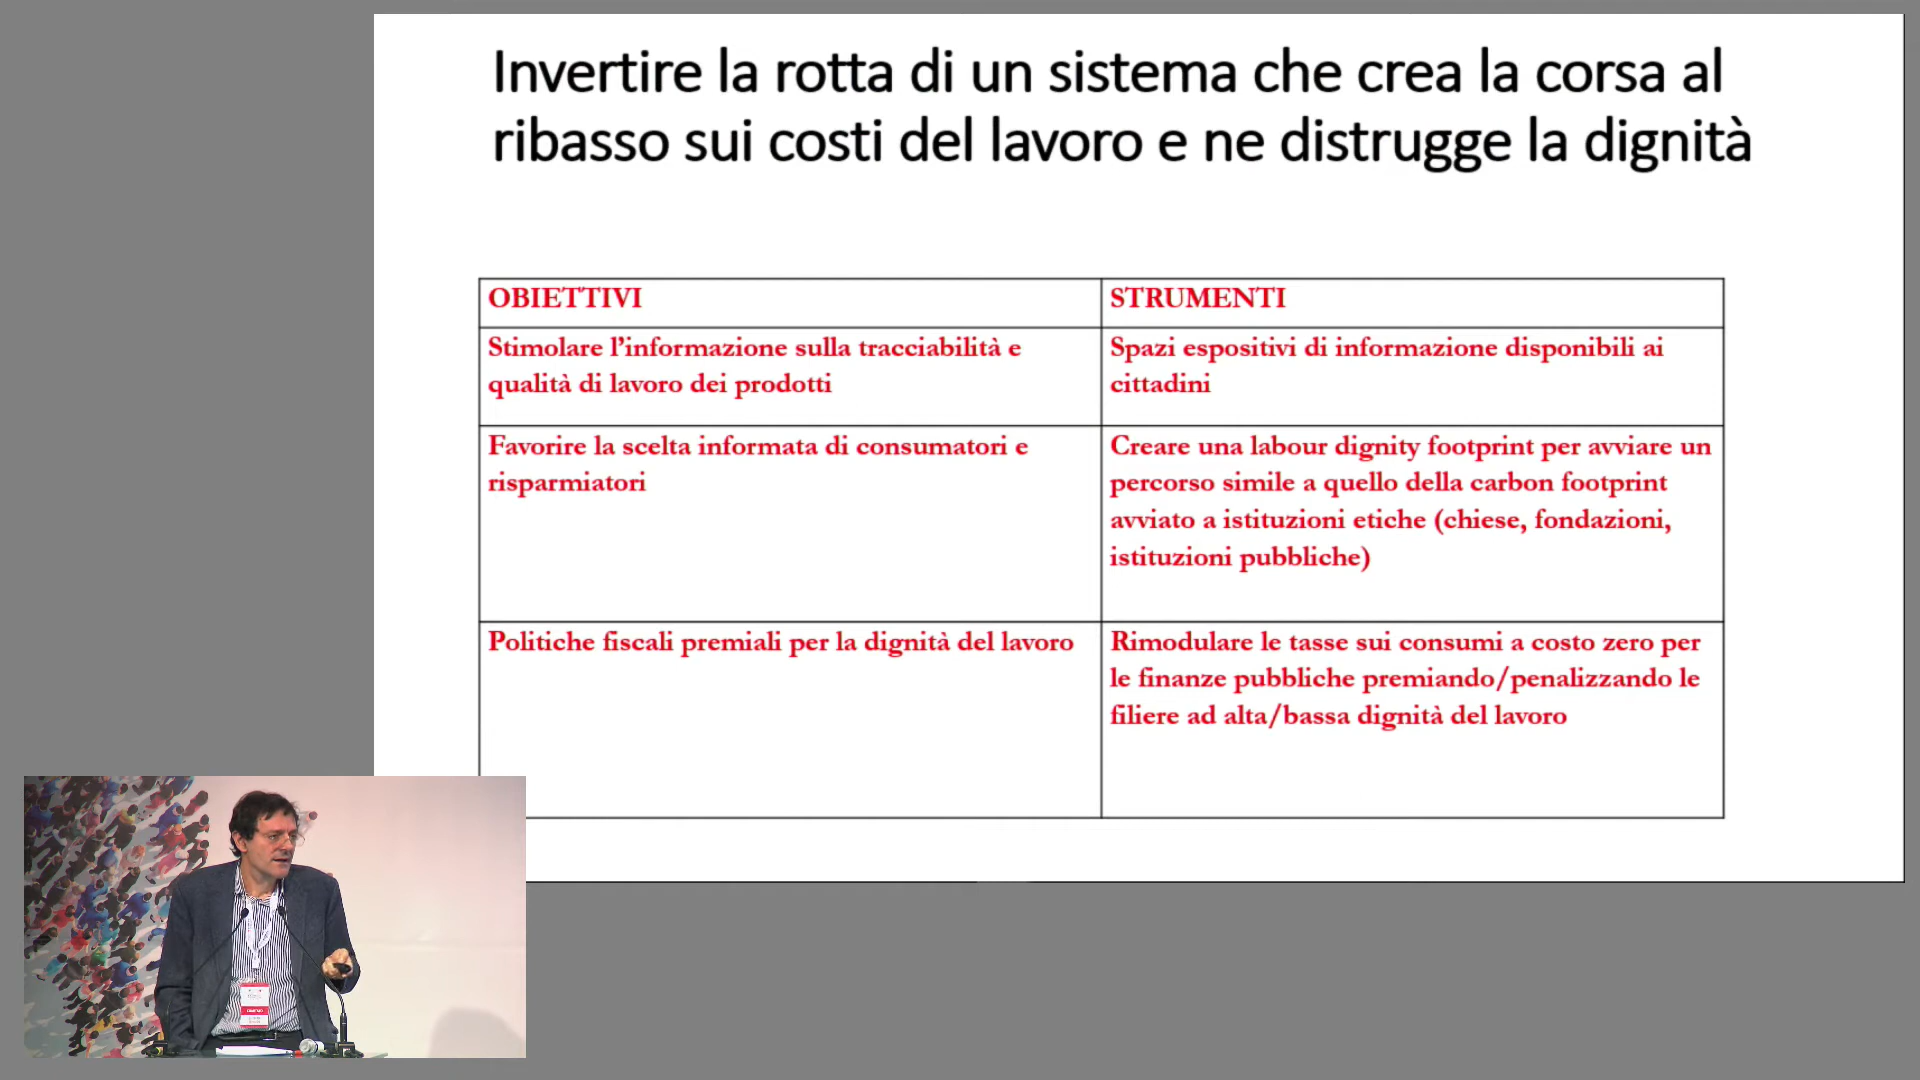 Invertire la rotta di un sistema che crea la corsa al
ribasso sui costi del lavoro e ne distrugge la dignità
OBIETTIVI
STRUMENTI
Stimolare l’informazione sulla tracciabilità e
qualità di lavoro dei prodotti
Spazi espositivi di informazione disponibili ai
cittadini
Favorire la scelta informata di consumatori e
risparmiatori
Creare una labour dignity footprint per avviare un
percorso simile a quello della carbon footprint
avviato a istituzioni etiche (chiese, fondazioni,
istituzioni pubbliche)
Politiche fiscali premiali per la dignità del lavoro
Rimodulare le tasse sui consumi a costo zero per
le finanze pubbliche premiando/penalizzando le
filiere ad alta/bassa dignità del lavoro